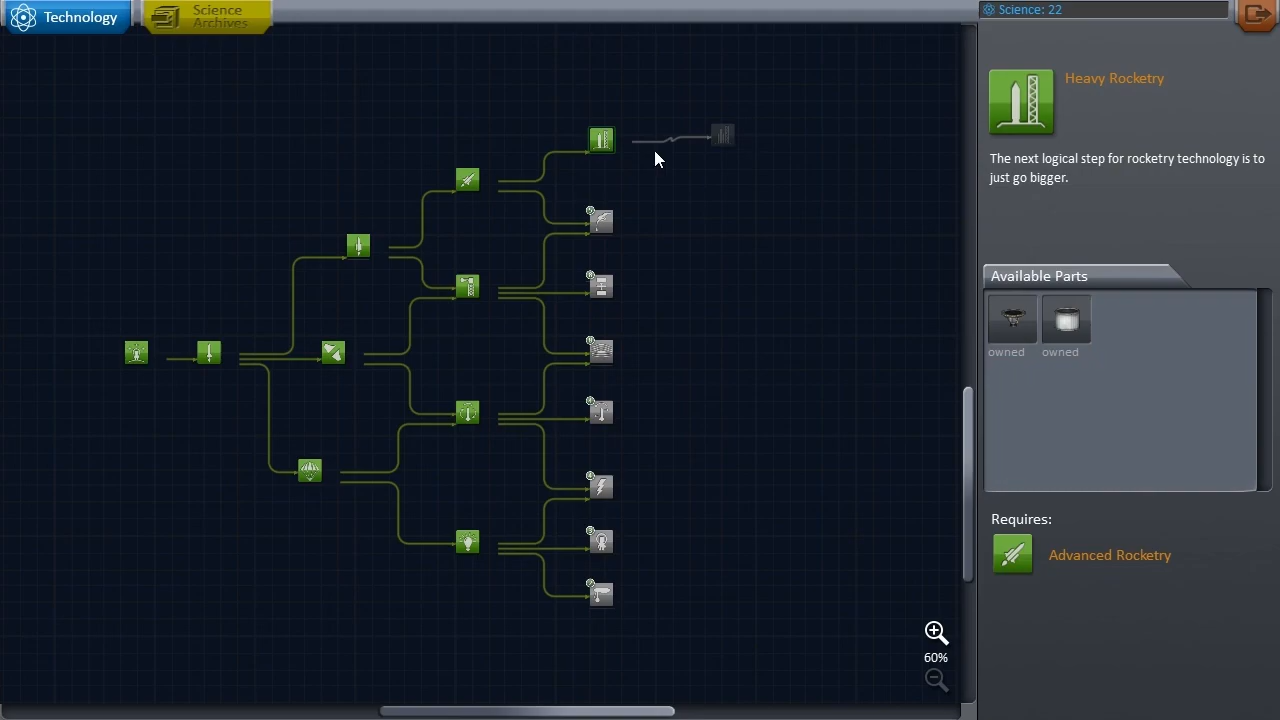 Technology
Science
Archives
Science: 22
Heavy Rocketry
The next logical step for rocketry technology is to
just go bigger.
Available Parts
owned owned
Requires:
Advanced Rocketry
60%